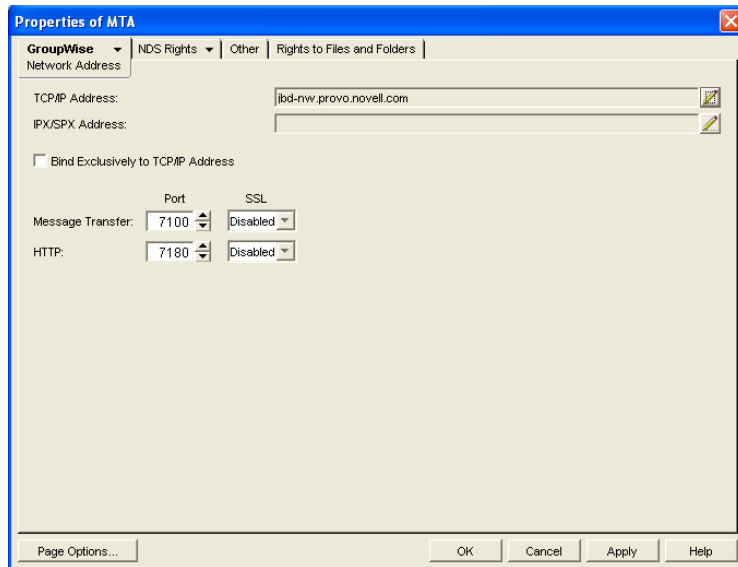 Properties of MTA
GroupWise NDS Rights Other Rights to Files and Folders
Network Address
TCP/IP Address: jbd-nw.provo.novell.com
IPX/SPX Address:
Bind Exclusively to TCP/IP Address
Port SSL
Message Transfer: 7100 Disabled
HTTP: 7180 Disabled
Page Options... OK Cancel Apply Help